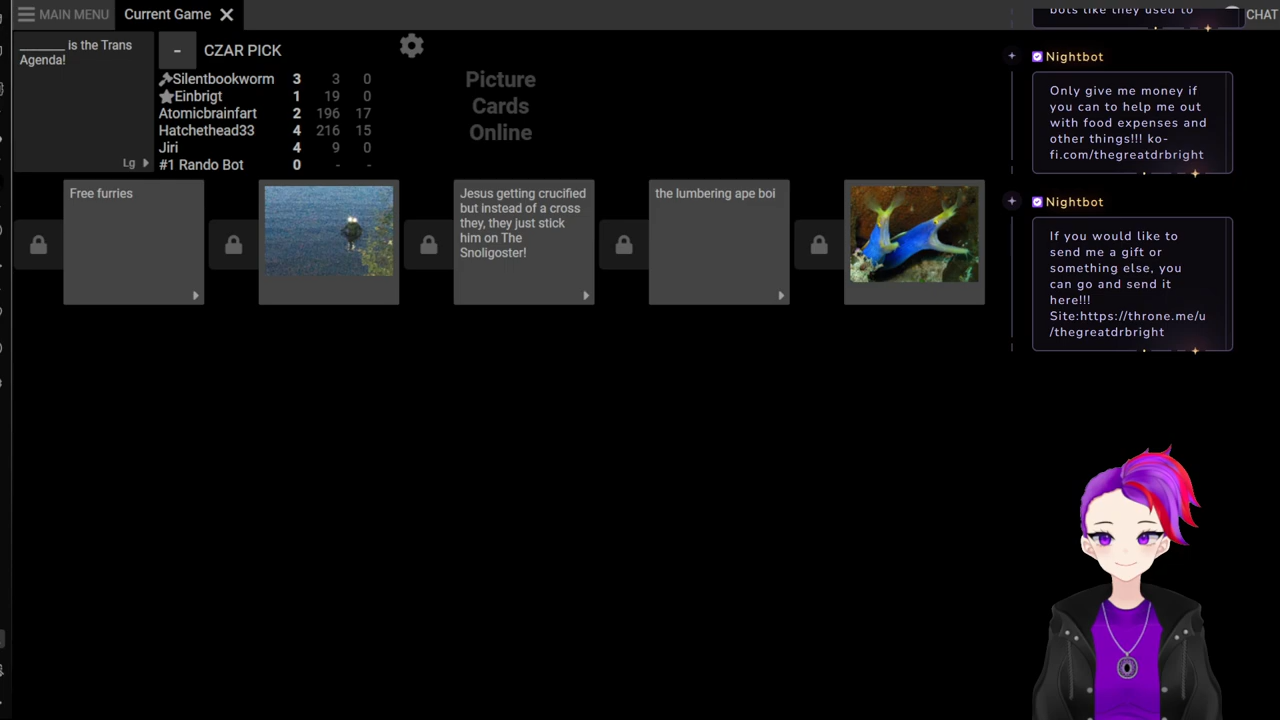 MAIN MENU
Current Game
CHAT
_______ is the Trans
Agenda!
Lg
-
CZAR PICK
Silentbookworm 3 3 0
Einbrigt 1 19 0
Atomicbrainfart 2 196 17
Hatchethead33 4 216 15
Jiri 4 9 0
#1 Rando Bot 0 - -
Picture
Cards
Online
Free furries
Jesus getting crucified
but instead of a cross
they, they just stick
him on The
Snoligoster!
the lumbering ape boi
bots like they used to
Nightbot
Only give me money if
you can to help me out
with food expenses and
other things!!! ko-
fi.com/thegreatdrbright
Nightbot
If you would like to
send me a gift or
something else, you
can go and send it
here!!!
Site:https://throne.me/u
/thegreatdrbright